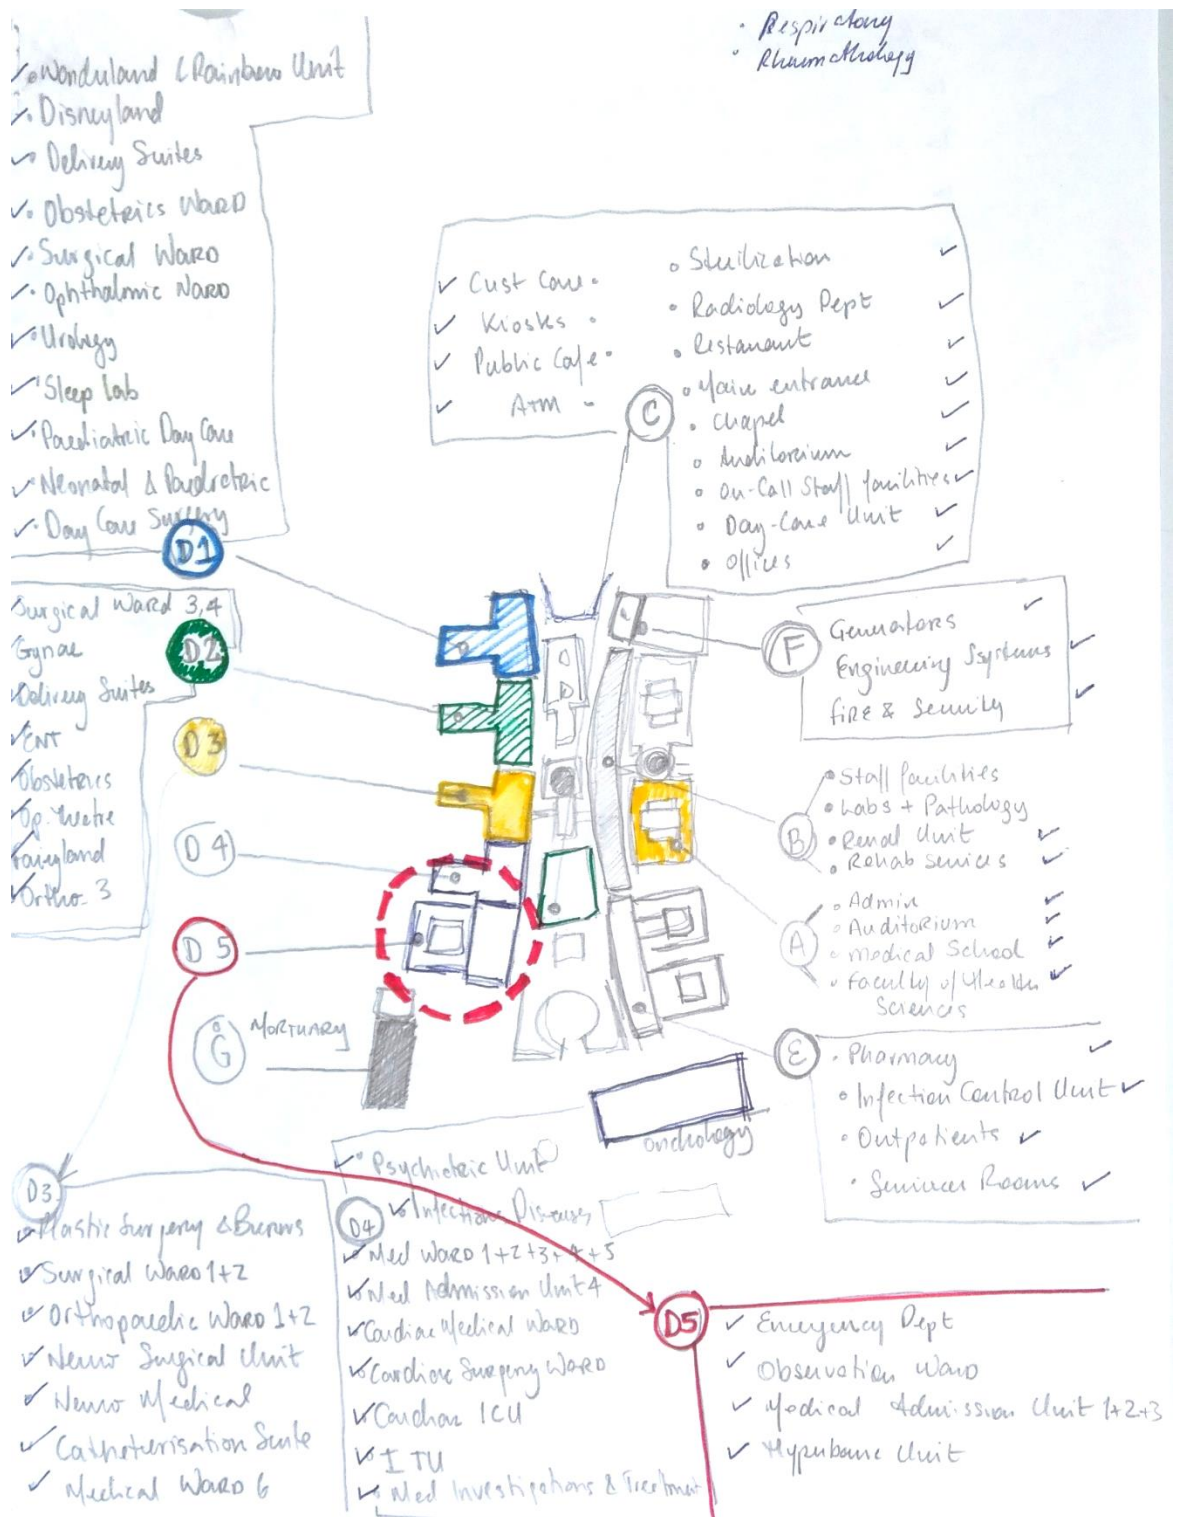 • Respiratory
• Rheumathology
• Wonduland (Rainbow Unit
• Disneyland
• Delivery Suites
• Obstetrics Ward
• Surgical Ward
• Ophthalmic Ward
• Urology
• Sleep Lab
• Paediatric Day Care
• Neonatal & Paediatric
• Day Care Surgery
D1
Surgical Ward 3,4
Gynae
Delivery Suites
ENT
Obstetrics
Op. Theatre
Fairyland
Ortho 3
D2
D3
D4
D5
G
MORTUARY
Cust Care •
Kiosks •
Public Cafe •
ATM -
C
• Sterilization
• Radiology Dept
• Restaurant
• Main entrance
• Chapel
• Auditorium
• On-Call Staff facilities
• Day-Care Unit
• Offices
F
Generators
Engineering Systems
FIRE & Security
B
• Staff facilities
• Labs + Pathology
• Renal Unit
• Rehab services
A
• Admin
• Auditorium
• Medical School
• Faculty of Health
Sciences
E
• Pharmacy
• Infection Control Unit
• Outpatients
• Seminar Rooms
Onchology
D3
Plastic Surgery & Burns
Surgical Ward 1+2
Orthopaedic Ward 1+2
Neuro Surgical Unit
Neuro Medical
Catheterisation Suite
Medical Ward 6
• Psychiatric Unit
D4
• Infectious Diseases
Med Ward 1+2+3+4+5
Med Admission Unit 4
Cardiac Medical Ward
Cardiac Surgery Ward
Cardiac ICU
ITU
Med Investigations & Treatment
D5
Emergency Dept
Observation Ward
Medical Admission Unit 1+2+3
Hyperbaric Unit